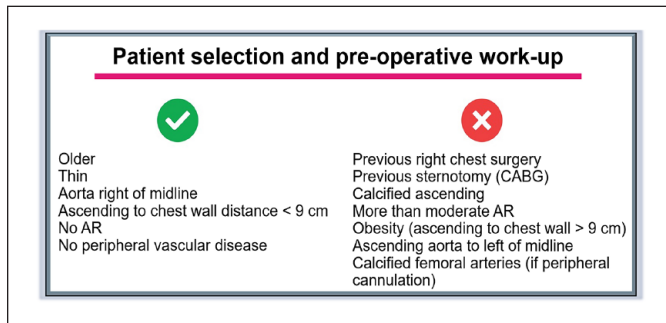 Patient selection and pre-operative work-up
Older
Thin
Aorta right of midline
Ascending to chest wall distance < 9 cm
No AR
No peripheral vascular disease
Previous right chest surgery
Previous sternotomy (CABG)
Calcified ascending
More than moderate AR
Obesity (ascending to chest wall > 9 cm)
Ascending aorta to left of midline
Calcified femoral arteries (if peripheral
cannulation)